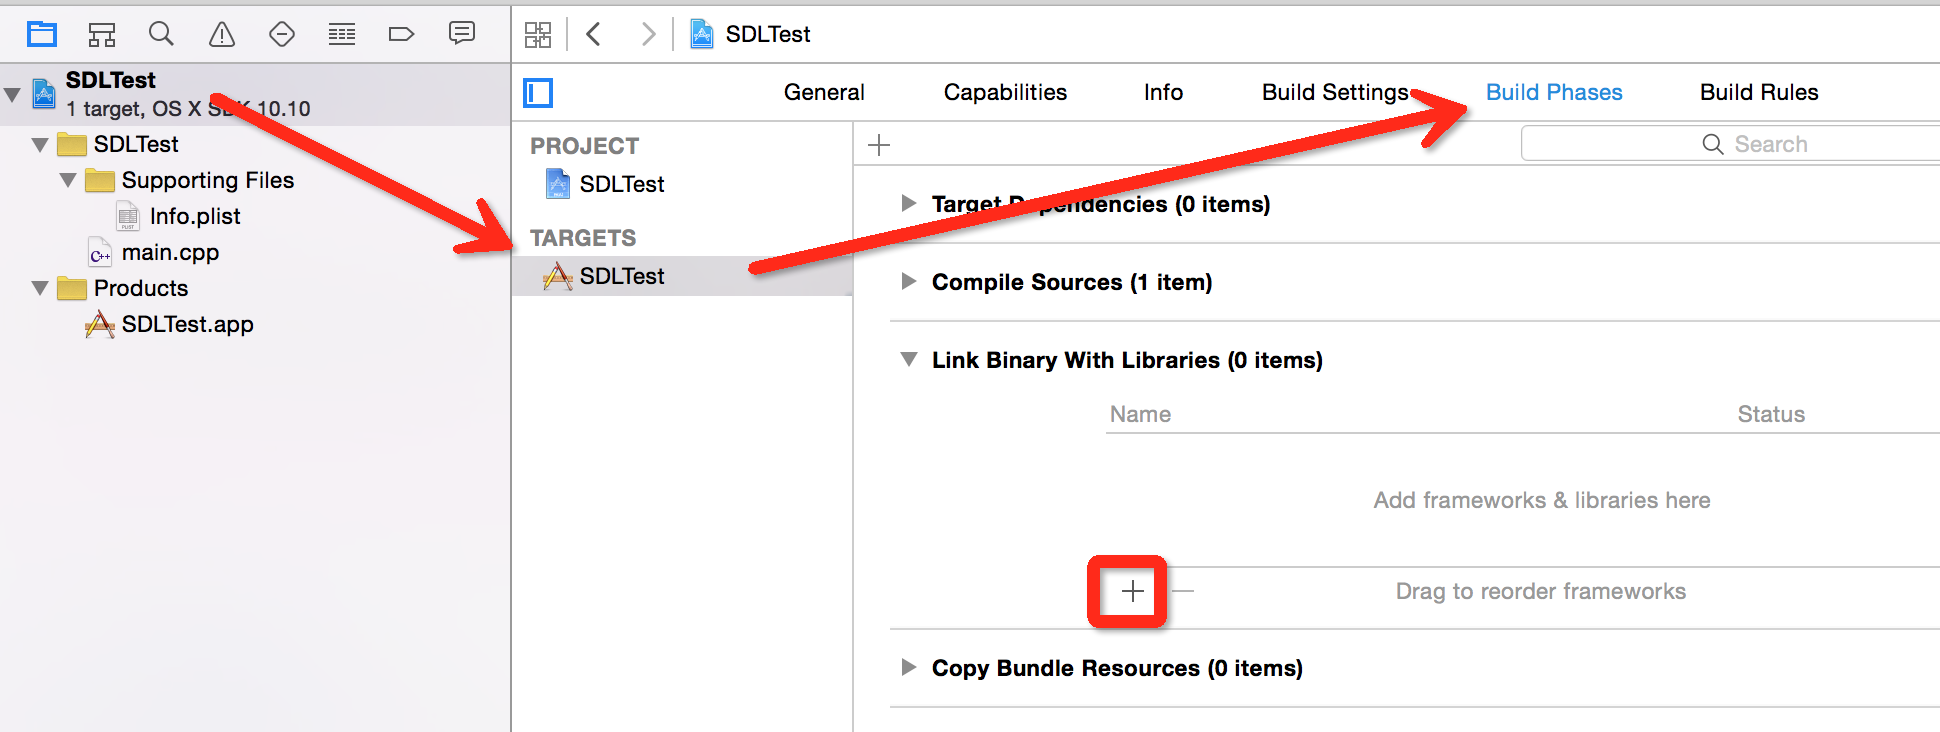 SDLTest
SDLTest
1 target, OS X SDK 10.10
General Capabilities Info Build Settings Build Phases Build Rules
SDLTest
Supporting Files
Info.plist
main.cpp
Products
SDLTest.app
PROJECT
SDLTest
TARGETS
SDLTest
Search
Target Dependencies (0 items)
Compile Sources (1 item)
Link Binary With Libraries (0 items)
Name Status
Add frameworks & libraries here
Drag to reorder frameworks
Copy Bundle Resources (0 items)